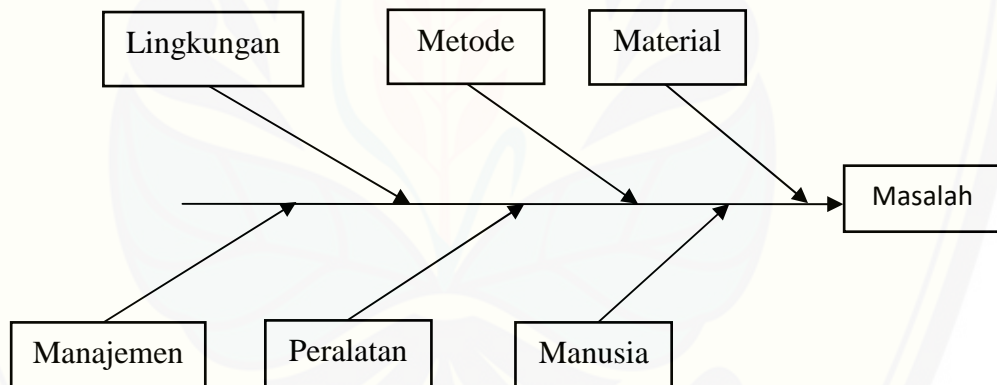 Lingkungan
Metode
Material
Masalah
Manajemen
Peralatan
Manusia